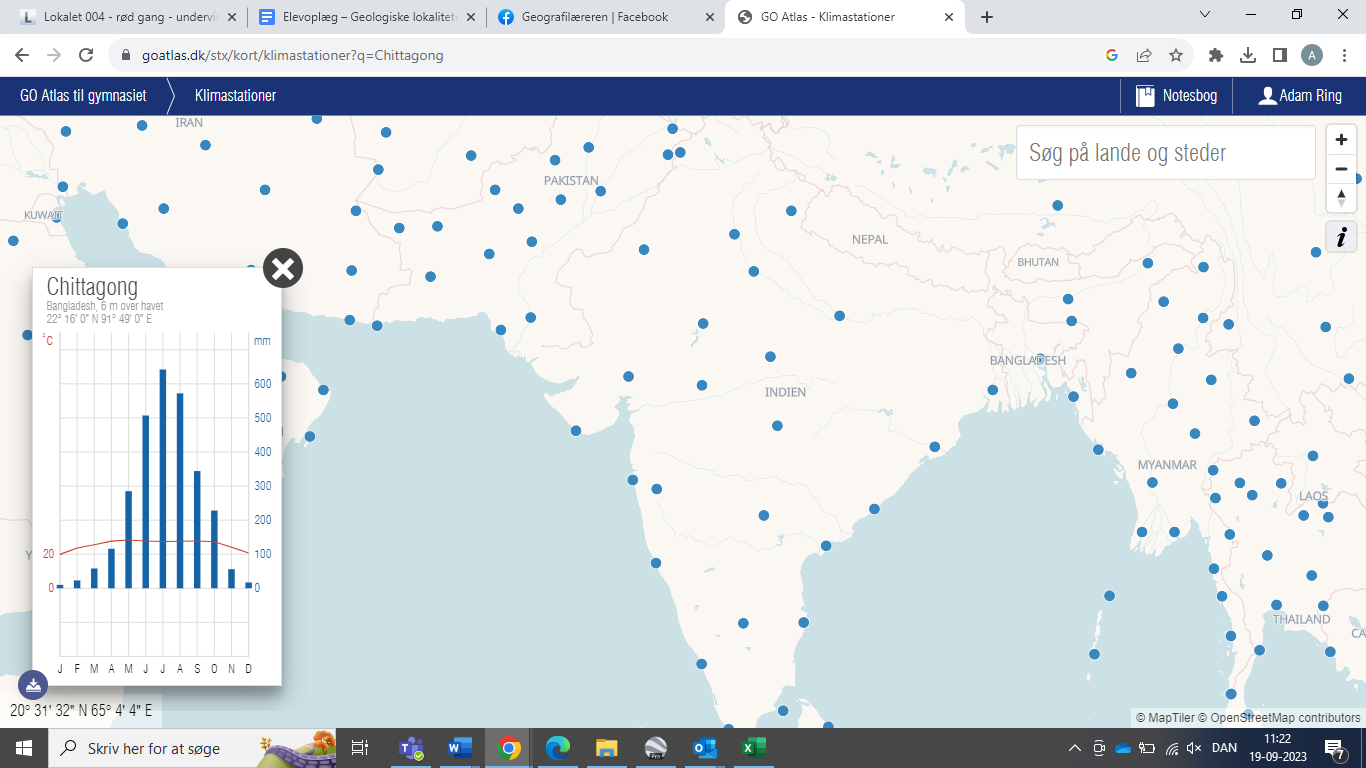 Lokalet 004 - rød gang - undervis
Elevoplæg – Geologiske lokalitet
Geografilæreren | Facebook
GO Atlas - Klimastationer
goatlas.dk/stx/kort/klimastationer?q=Chittagong
A
GO Atlas til gymnasiet
Klimastationer
Notesbog
Adam Ring
Søg på lande og steder
IRAN
PAKISTAN
KUWAIT
NEPAL
BHUTAN
BANGLADESH
INDIEN
MYANMAR
LAOS
THAILAND
CA
Y
Chittagong
Bangladesh, 6 m over havet
22° 16' 0" N 91° 49' 0" E
°C
mm
600
500
400
300
200
20
100
0
0
J F M A M J J A S O N D
20° 31' 32" N 65° 4' 4" E
© MapTiler © OpenStreetMap contributors
Skriv her for at søge
Pro
DAN
11:22
19-09-2023
7